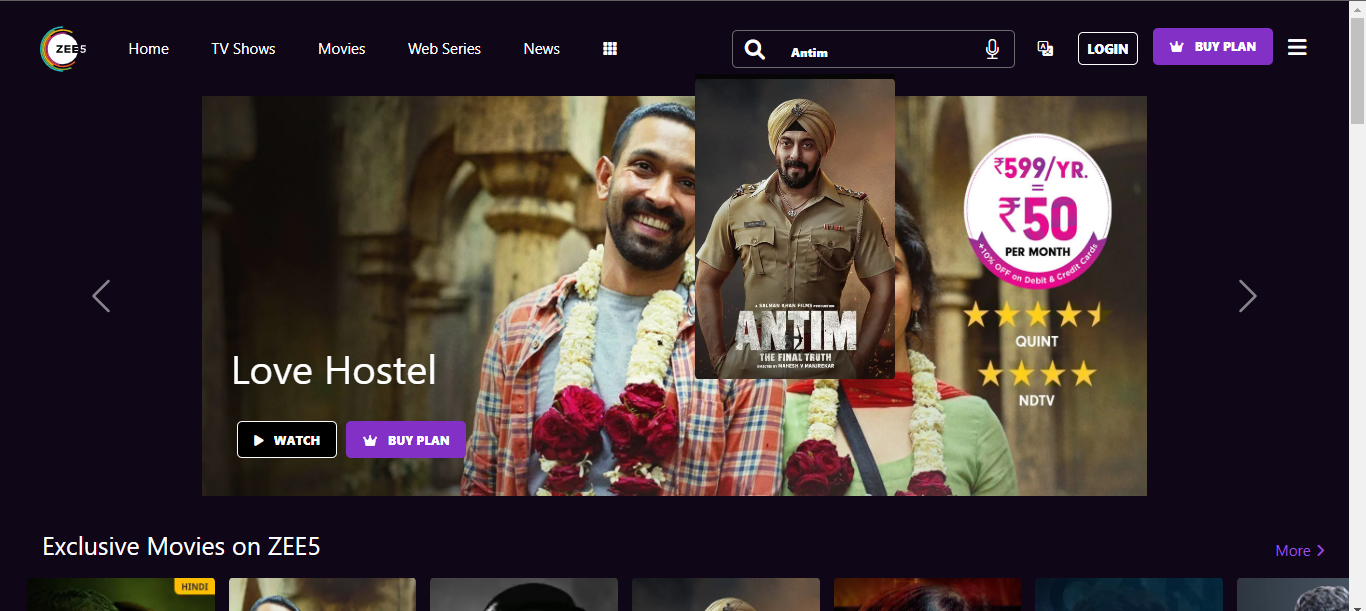 ZEE5
Home
TV Shows
Movies
Web Series
News
Antim
LOGIN
BUY PLAN
₹599/YR.
=
₹50
PER MONTH
+10% OFF on Debit & Credit Cards
QUINT
NDTV
A SALMAN KHAN FILMS PRODUCTION
ANTIM
THE FINAL TRUTH
DIRECTED BY MAHESH V MANJREKAR
Love Hostel
WATCH
BUY PLAN
Exclusive Movies on ZEE5
More
HINDI